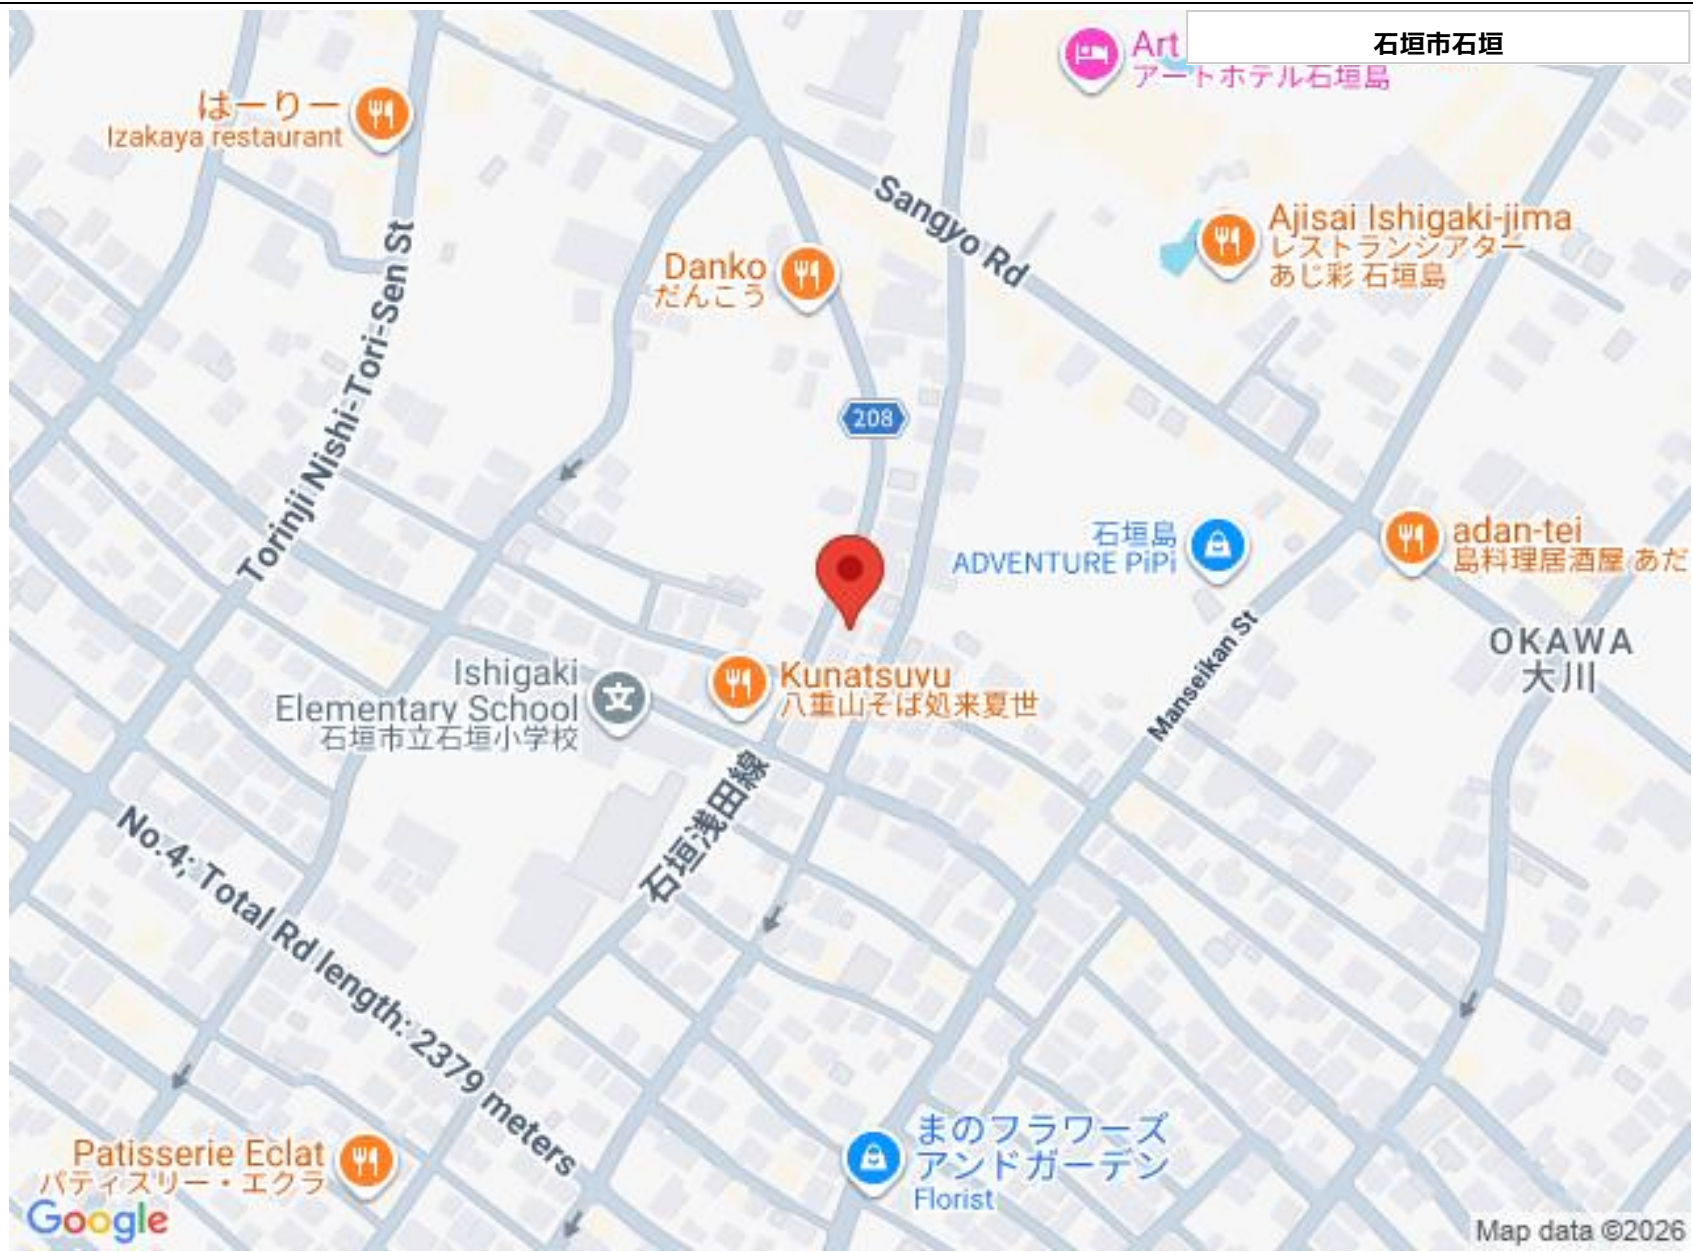 石垣市石垣
Art
アートホテル石垣島
はーりー
Izakaya restaurant
Sangyo Rd
Ajisai Ishigaki-jima
レストランシアター
あじ彩 石垣島
Torinji Nishi-Tori-Sen St
Danko
だんこう
208
石垣島
ADVENTURE PiPi
adan-tei
島料理居酒屋 あだ
OKAWA
大川
Manseikan St
Ishigaki
Elementary School
石垣市立石垣小学校
Kunatsuvu
八重山そば処来夏世
石垣浅田線
No.4, Total Rd length: 2379 meters
Patisserie Eclat
パティスリー・エクラ
まのフラワーズ
アンドガーデン
Florist
Google
Map data ©2026